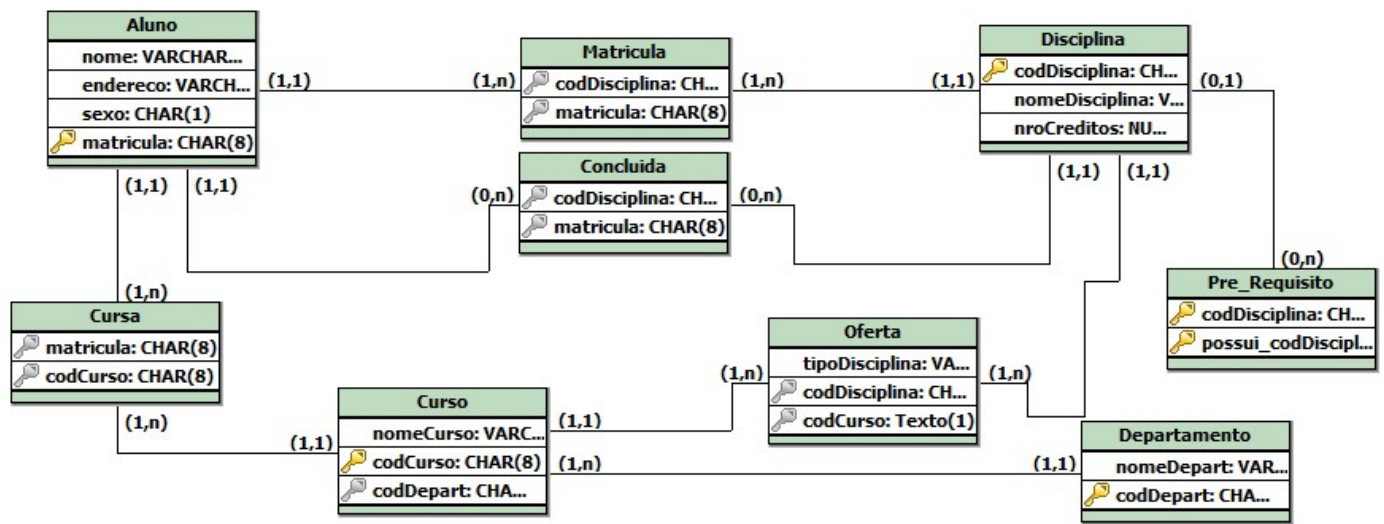 Aluno
nome: VARCHAR...
endereco: VARCH...
sexo: CHAR(1)
matricula: CHAR(8)
(1,1)
(1,n)
Matricula
codDisciplina: CH...
matricula: CHAR(8)
(1,n)
(1,1)
Disciplina
codDisciplina: CH...
nomeDisciplina: V...
nroCreditos: NU...
(0,1)
(1,1)
(1,1)
(0,n)
Concluida
codDisciplina: CH...
matricula: CHAR(8)
(0,n)
(1,1)
(1,1)
(0,n)
Pre_Requisito
codDisciplina: CH...
possui_codDiscipl...
(1,n)
Cursa
matricula: CHAR(8)
codCurso: CHAR(8)
(1,n)
(1,1)
Curso
nomeCurso: VARC...
codCurso: CHAR(8)
codDepart: CHA...
(1,1)
(1,n)
(1,n)
Oferta
tipoDisciplina: VA...
codDisciplina: CH...
codCurso: Texto(1)
(1,n)
(1,1)
Departamento
nomeDepart: VAR...
codDepart: CHA...